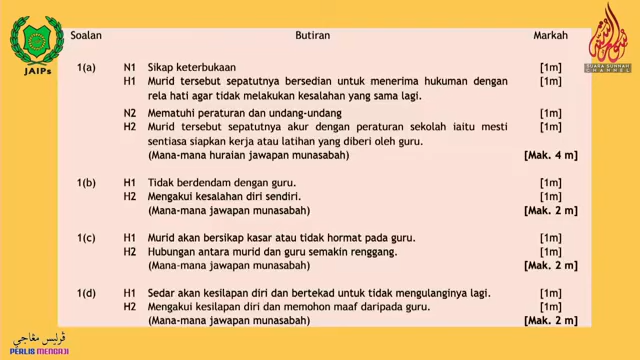 Soalan Butiran Markah
1(a) N1 Sikap keterbukaan [1m]
H1 Murid tersebut sepatutnya bersedian untuk menerima hukuman dengan [1m]
rela hati agar tidak melakukan kesalahan yang sama lagi.
N2 Mematuhi peraturan dan undang-undang [1m]
H2 Murid tersebut sepatutnya akur dengan peraturan sekolah iaitu mesti [1m]
sentiasa siapkan kerja atau latihan yang diberi oleh guru.
(Mana-mana huraian jawapan munasabah) [Mak. 4 m]
1(b) H1 Tidak berdendam dengan guru. [1m]
H2 Mengakui kesalahan diri sendiri. [1m]
(Mana-mana jawapan munasabah) [Mak. 2 m]
1(c) H1 Murid akan bersikap kasar atau tidak hormat pada guru. [1m]
H2 Hubungan antara murid dan guru semakin renggang. [1m]
(Mana-mana jawapan munasabah) [Mak. 2 m]
1(d) H1 Sedar akan kesilapan diri dan bertekad untuk tidak mengulanginya lagi. [1m]
H2 Mengakui kesilapan diri dan memohon maaf daripada guru. [1m]
(Mana-mana jawapan munasabah) [Mak. 2 m]
JAIPs
SUARA SUNNAH
CHANNEL
ڤرليس مڠاجي
PERLIS MENGAJI